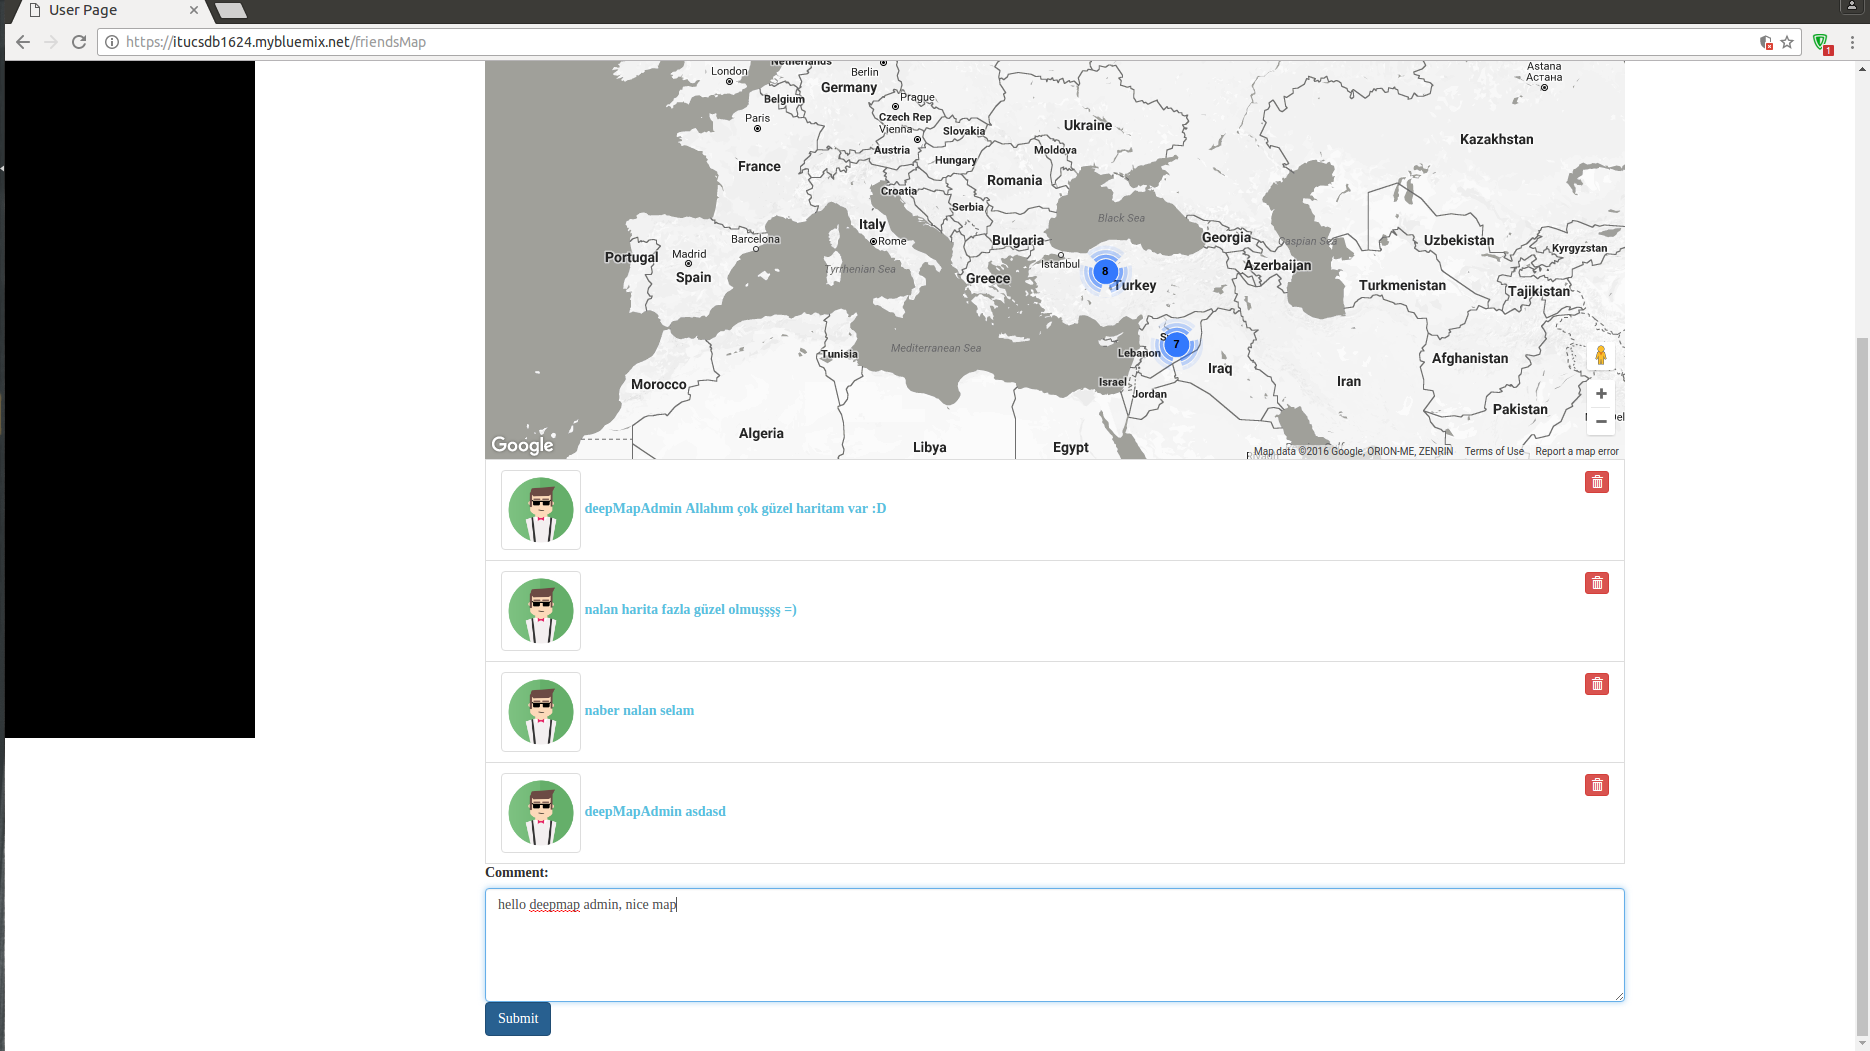 User Page
https://itucsdb1624.mybluemix.net/friendsMap
1
London
Netherlands
Berlin
Astana
Астана
Germany
Belgium
Prague
Paris
Czech Rep
Vienna
Slovakia
Ukraine
Kazakhstan
Austria
Hungary
Moldova
France
Romania
Croatia
Serbia
Italy
Black Sea
Barcelona
Rome
Bulgaria
Georgia
Caspian Sea
Uzbekistan
Kyrgyzstan
Portugal
Madrid
Istanbul
Azerbaijan
Tyrrhenian Sea
8
Spain
Greece
Turkey
Turkmenistan
Tajikistan
7
Tunisia
Mediterranean Sea
Lebanon
Iraq
Afghanistan
Morocco
Israel
Jordan
Iran
Pakistan
Algeria
Libya
Egypt
Google
Map data ©2016 Google, ORION-ME, ZENRIN Terms of Use Report a map error
deepMapAdmin Allahım çok güzel haritam var :D
nalan harita fazla güzel olmuşşşş =)
naber nalan selam
deepMapAdmin asdasd
Comment:
hello deepmap admin, nice map
Submit